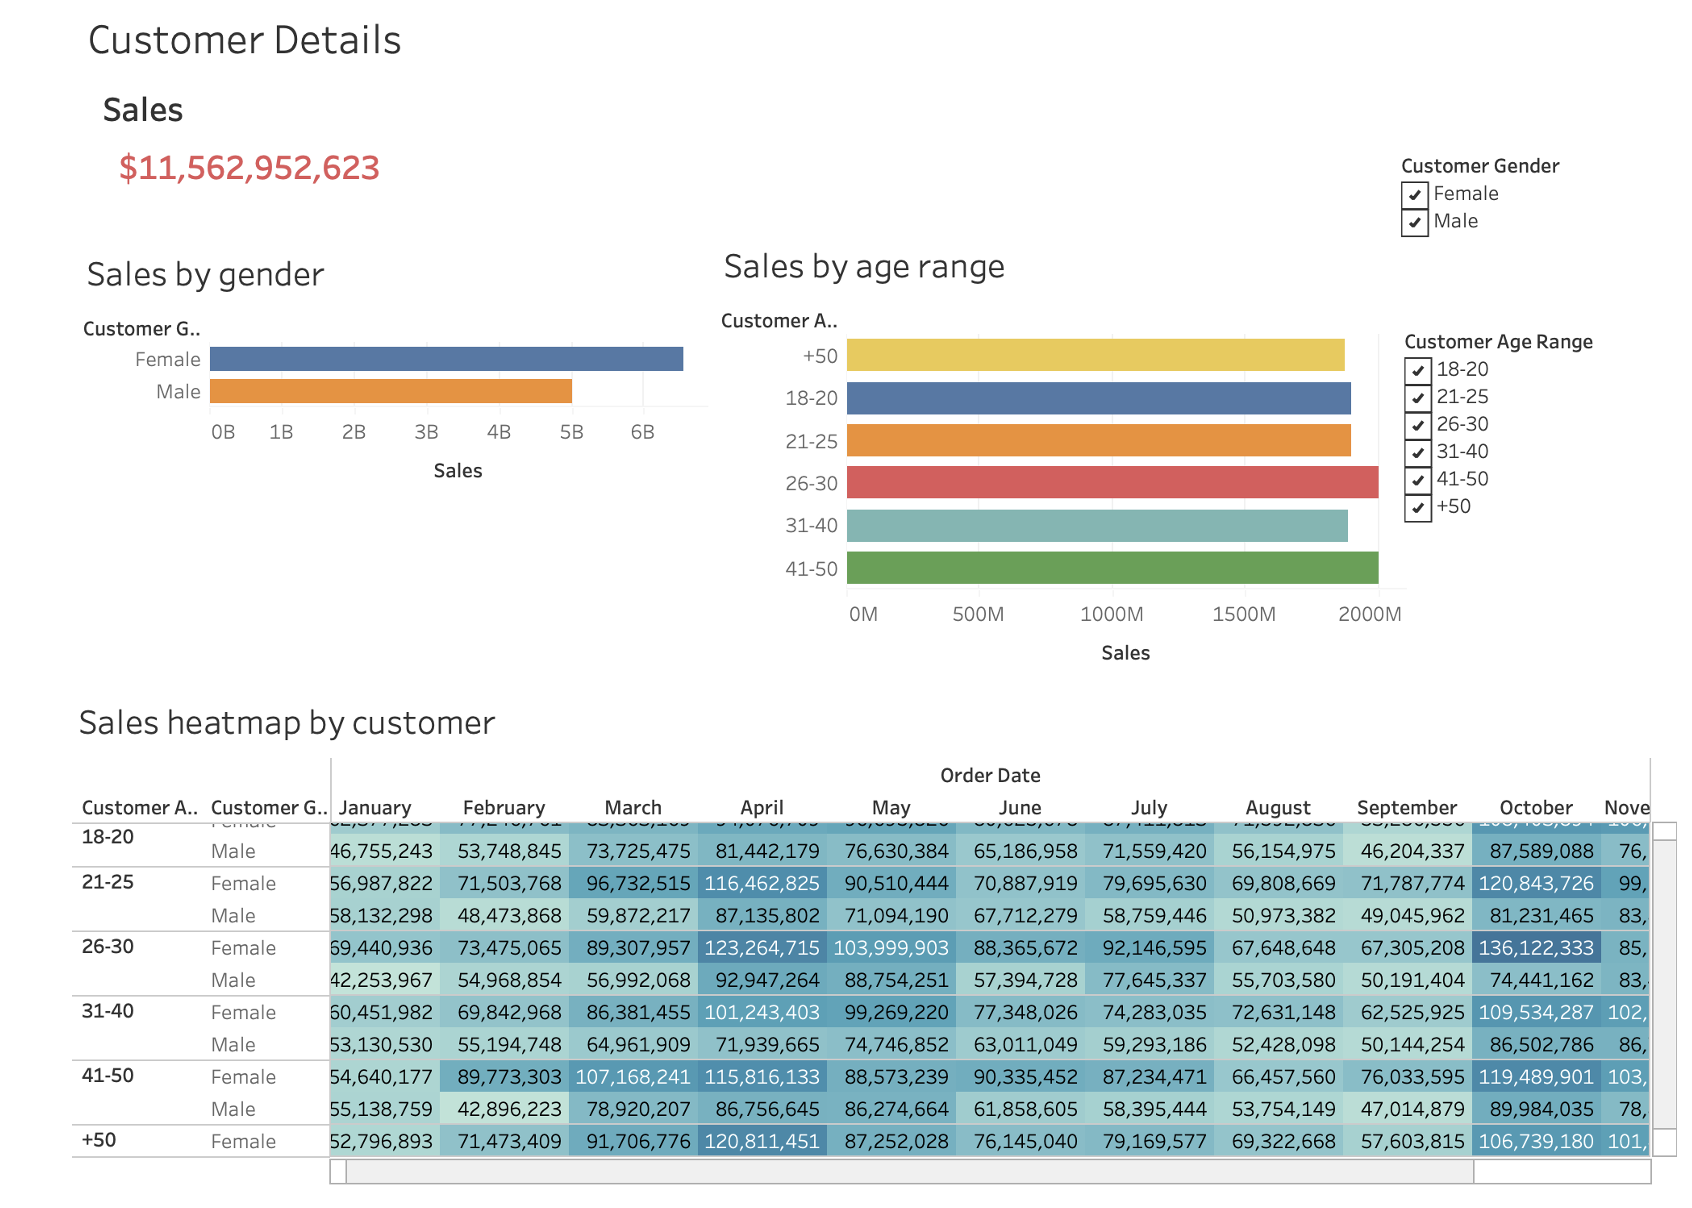 Customer Details
Sales
$11,562,952,623
Customer Gender
Female
Male
Sales by gender
Customer G..
Female
Male
0B 1B 2B 3B 4B 5B 6B
Sales
Sales by age range
Customer A..
+50
18-20
21-25
26-30
31-40
41-50
0M 500M 1000M 1500M 2000M
Sales
Customer Age Range
18-20
21-25
26-30
31-40
41-50
+50
Sales heatmap by customer
Order Date
Customer A.. Customer G.. January February March April May June July August September October Nove
18-20
Male 46,755,243 53,748,845 73,725,475 81,442,179 76,630,384 65,186,958 71,559,420 56,154,975 46,204,337 87,589,088 76,
21-25 Female 56,987,822 71,503,768 96,732,515 116,462,825 90,510,444 70,887,919 79,695,630 69,808,669 71,787,774 120,843,726 99,
Male 58,132,298 48,473,868 59,872,217 87,135,802 71,094,190 67,712,279 58,759,446 50,973,382 49,045,962 81,231,465 83,
26-30 Female 69,440,936 73,475,065 89,307,957 123,264,715 103,999,903 88,365,672 92,146,595 67,648,648 67,305,208 136,122,333 85,
Male 42,253,967 54,968,854 56,992,068 92,947,264 88,754,251 57,394,728 77,645,337 55,703,580 50,191,404 74,441,162 83,
31-40 Female 60,451,982 69,842,968 86,381,455 101,243,403 99,269,220 77,348,026 74,283,035 72,631,148 62,525,925 109,534,287 102,
Male 53,130,530 55,194,748 64,961,909 71,939,665 74,746,852 63,011,049 59,293,186 52,428,098 50,144,254 86,502,786 86,
41-50 Female 54,640,177 89,773,303 107,168,241 115,816,133 88,573,239 90,335,452 87,234,471 66,457,560 76,033,595 119,489,901 103,
Male 55,138,759 42,896,223 78,920,207 86,756,645 86,274,664 61,858,605 58,395,444 53,754,149 47,014,879 89,984,035 78,
+50 Female 52,796,893 71,473,409 91,706,776 120,811,451 87,252,028 76,145,040 79,169,577 69,322,668 57,603,815 106,739,180 101,